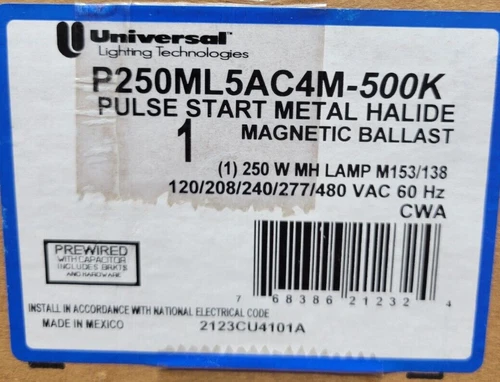 Universal
Lighting Technologies
P250ML5AC4M-500K
PULSE START METAL HALIDE
1
MAGNETIC BALLAST
(1) 250 W MH LAMP M153/138
120/208/240/277/480 VAC 60 Hz
CWA
PREWIRED
WITH CAPACITOR
INCLUDES BRKTS
AND HARDWARE
7 68386 21232 4
INSTALL IN ACCORDANCE WITH NATIONAL ELECTRICAL CODE
MADE IN MEXICO 2123CU4101A